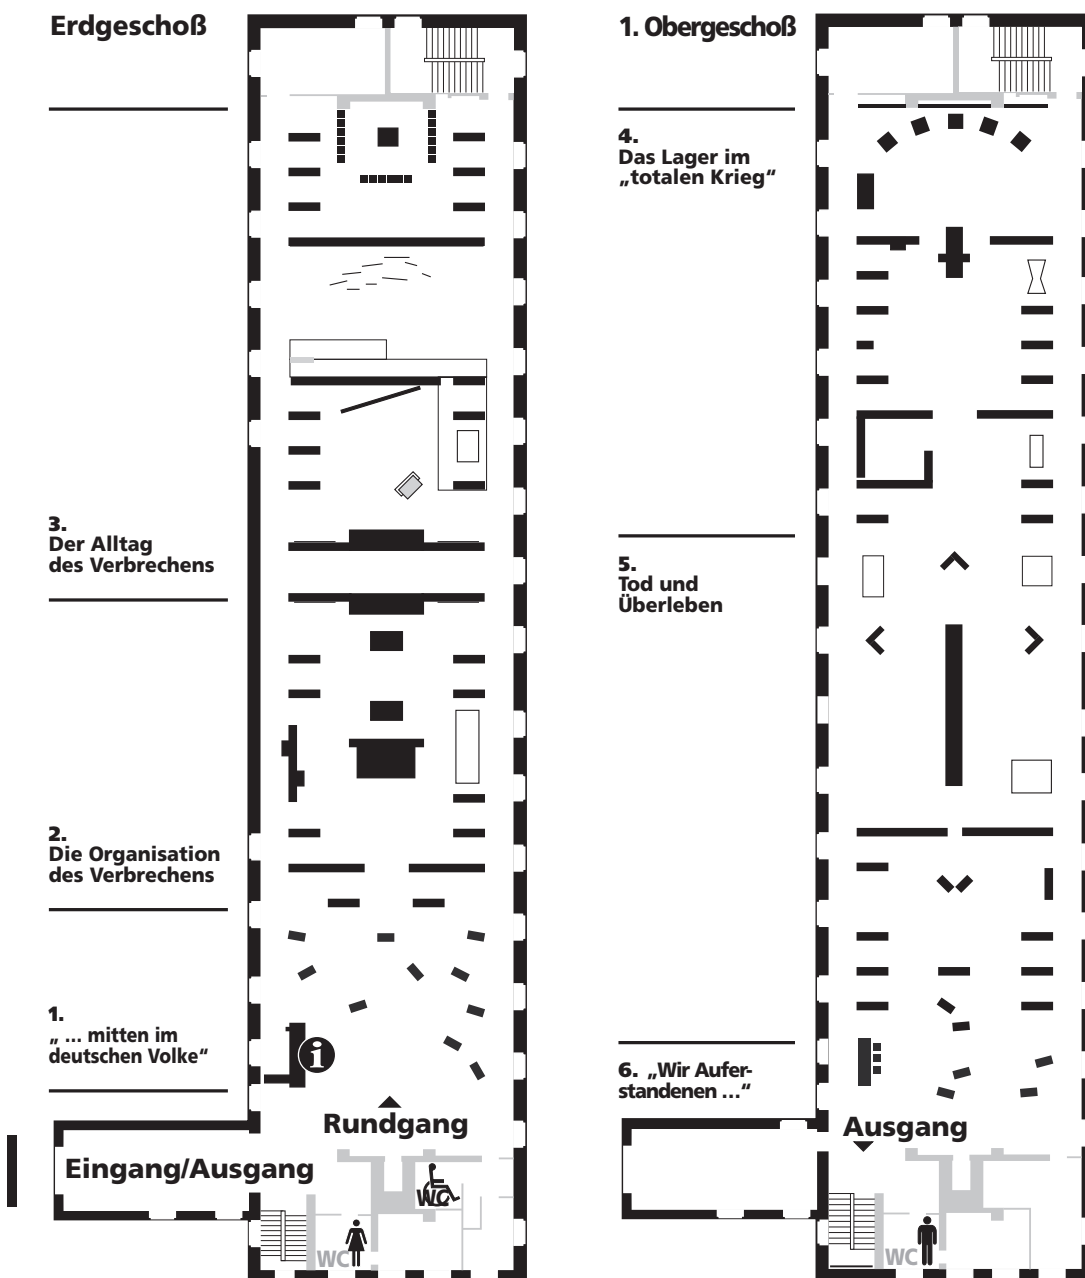 Erdgeschoß
3.
Der Alltag
des Verbrechens
2.
Die Organisation
des Verbrechens
1.
„ ... mitten im
deutschen Volke“
i
Rundgang
Eingang/Ausgang
WC
WC
1. Obergeschoß
4.
Das Lager im
„totalen Krieg“
5.
Tod und
Überleben
6. „Wir Aufer-
standenen ...“
Ausgang
WC